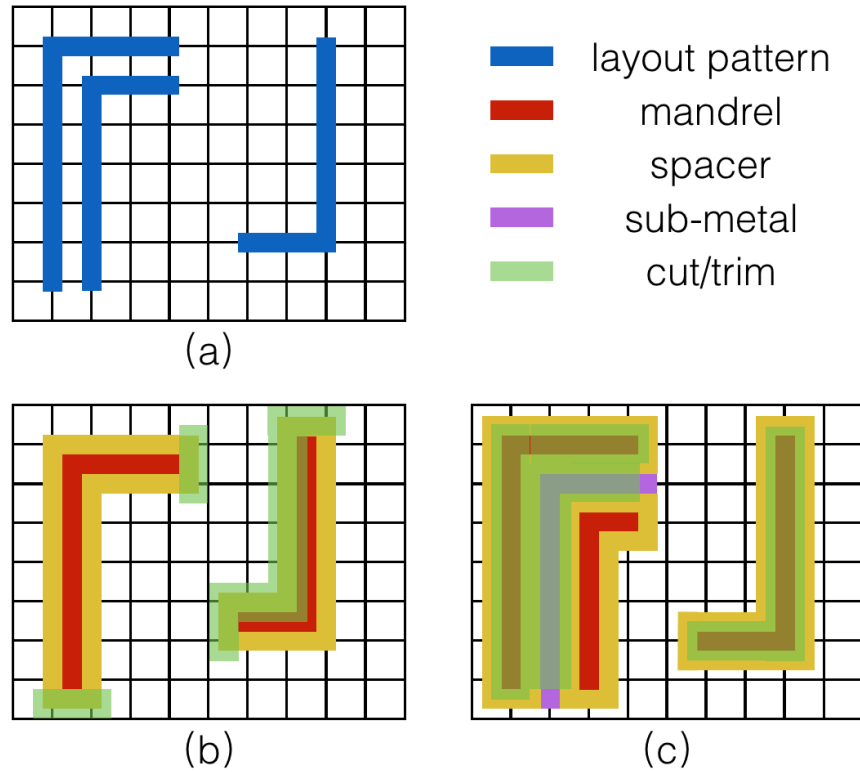 layout pattern
mandrel
spacer
sub-metal
cut/trim
(a)
(b)
(c)